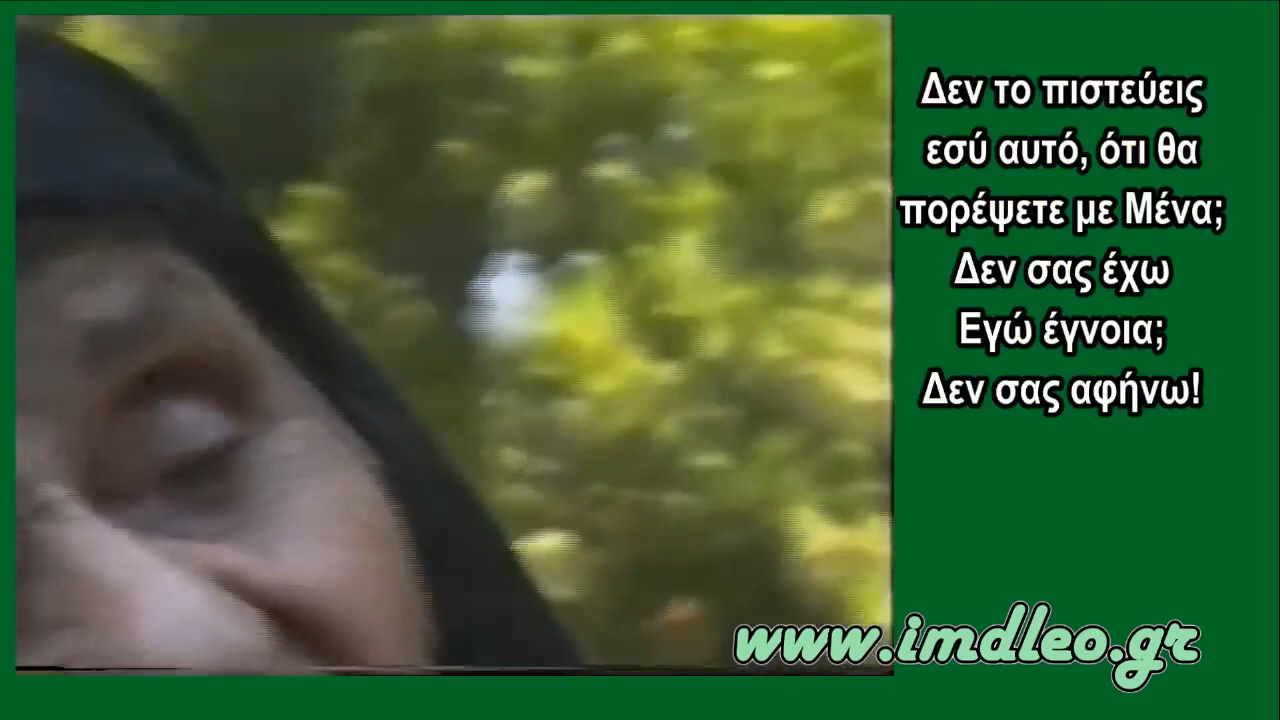 Δεν το πιστεύεις
εσύ αυτό, ότι θα
πορέψετε με Μένα;
Δεν σας έχω
Εγώ έγνοια;
Δεν σας αφήνω!
www.imdleo.gr